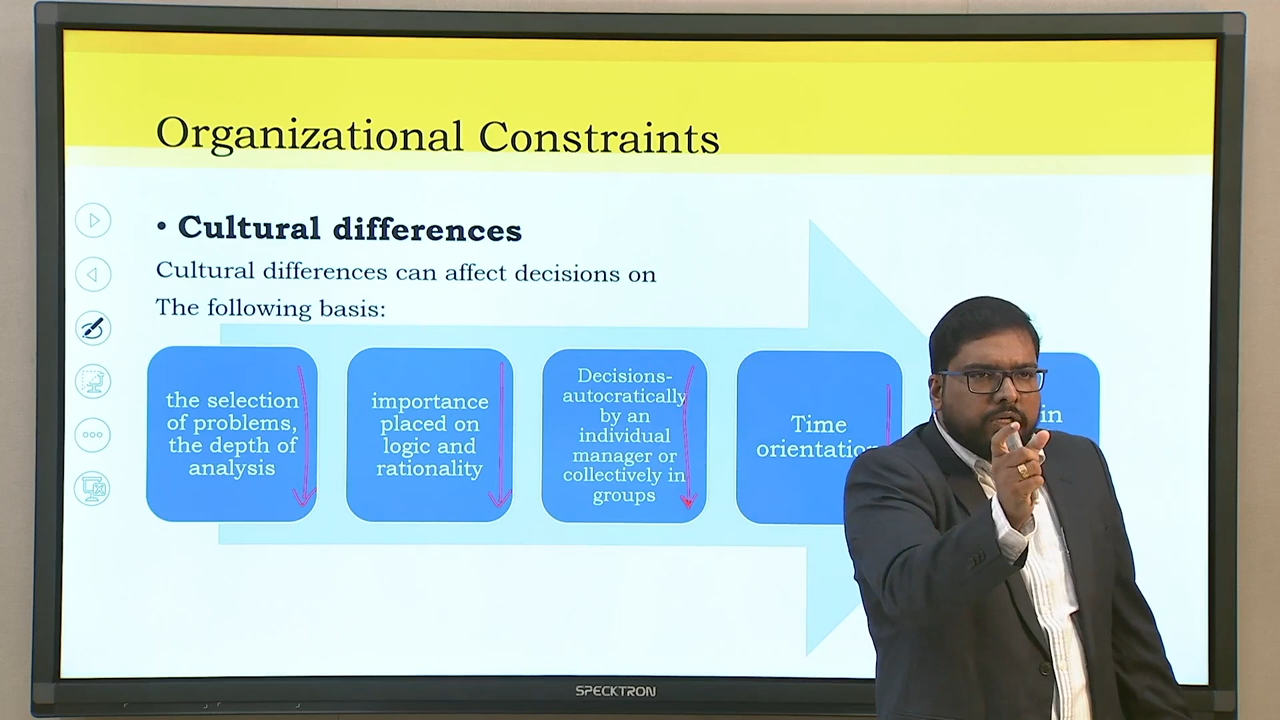 Organizational Constraints
• Cultural differences
Cultural differences can affect decisions on
The following basis:
the selection
of problems,
the depth of
analysis
importance
placed on
logic and
rationality
Decisions-
autocratically
by an
individual
manager or
collectively in
groups
Time
orientation
in
SPECKTRON